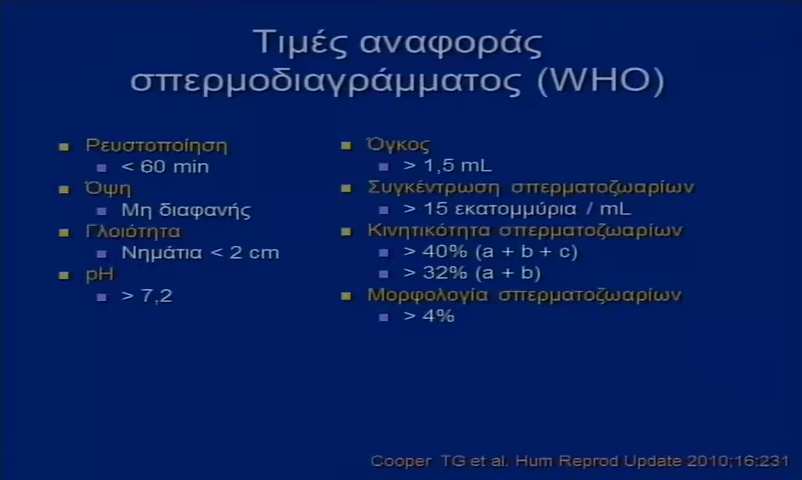 Τιμές αναφοράς
σπερμοδιαγράμματος (WHO)
Ρευστοποίηση
< 60 min
Όψη
Μη διαφανής
Γλοιότητα
Νημάτια < 2 cm
pH
> 7,2
Όγκος
> 1,5 mL
Συγκέντρωση σπερματοζωαρίων
> 15 εκατομμύρια / mL
Κινητικότητα σπερματοζωαρίων
> 40% (a + b + c)
> 32% (a + b)
Μορφολογία σπερματοζωαρίων
> 4%
Cooper TG et al. Hum Reprod Update 2010;16:231